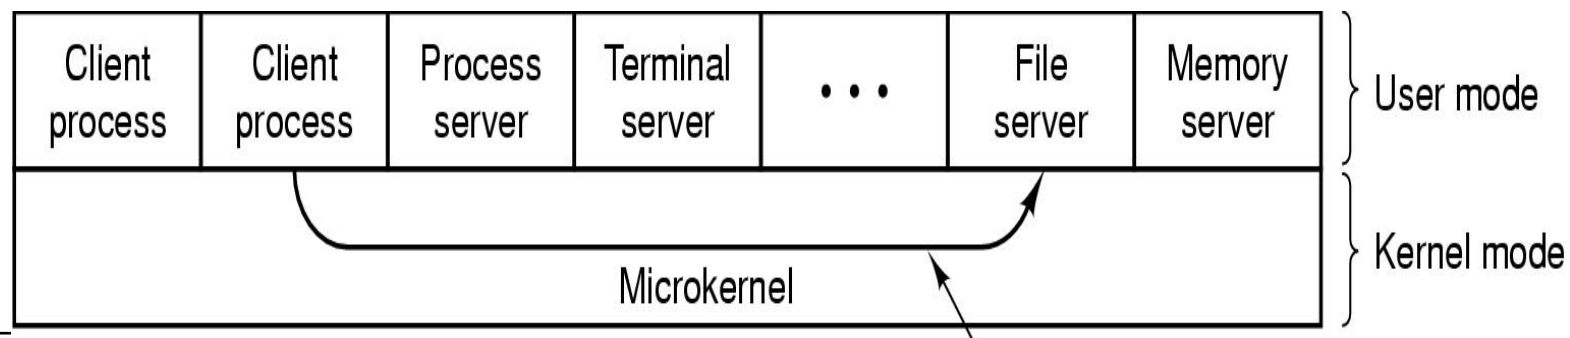 Client
process
Client
process
Process
server
Terminal
server
• • •
File
server
Memory
server
User mode
Microkernel
Kernel mode